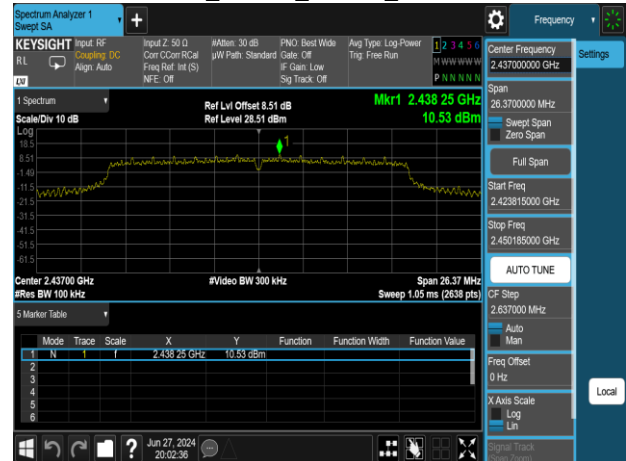 Spectrum Analyzer 1
Swept SA
+
Frequency
KEYSIGHT
RL
LXI
Input: RF
Coupling: DC
Align: Auto
Input Z: 50 Ω
Corr CCorr RCal
Freq Ref: Int (S)
NFE: Off
#Atten: 30 dB
µW Path: Standard
PNO: Best Wide
Gate: Off
IF Gain: Low
Sig Track: Off
Avg Type: Log-Power
Trig: Free Run
1 2 3 4 5 6
M W W W W W
P N N N N N
1 Spectrum
Scale/Div 10 dB
Ref Lvl Offset 8.51 dB
Ref Level 28.51 dBm
Mkr1 2.438 25 GHz
10.53 dBm
Log
18.5
8.51
-1.49
-11.5
-21.5
-31.5
-41.5
-51.5
-61.5
1
Center 2.43700 GHz
#Res BW 100 kHz
#Video BW 300 kHz
Span 26.37 MHz
Sweep 1.05 ms (2638 pts)
5 Marker Table
Mode Trace Scale X Y Function Function Width Function Value
1 N 1 f 2.438 25 GHz 10.53 dBm
2
3
4
5
6
Jun 27, 2024
20:02:36
Center Frequency
2.437000000 GHz
Span
26.3700000 MHz
Swept Span
Zero Span
Full Span
Start Freq
2.423815000 GHz
Stop Freq
2.450185000 GHz
AUTO TUNE
CF Step
2.637000 MHz
Auto
Man
Freq Offset
0 Hz
X Axis Scale
Log
Lin
Signal Track
(Span Zoom)
Settings
Local